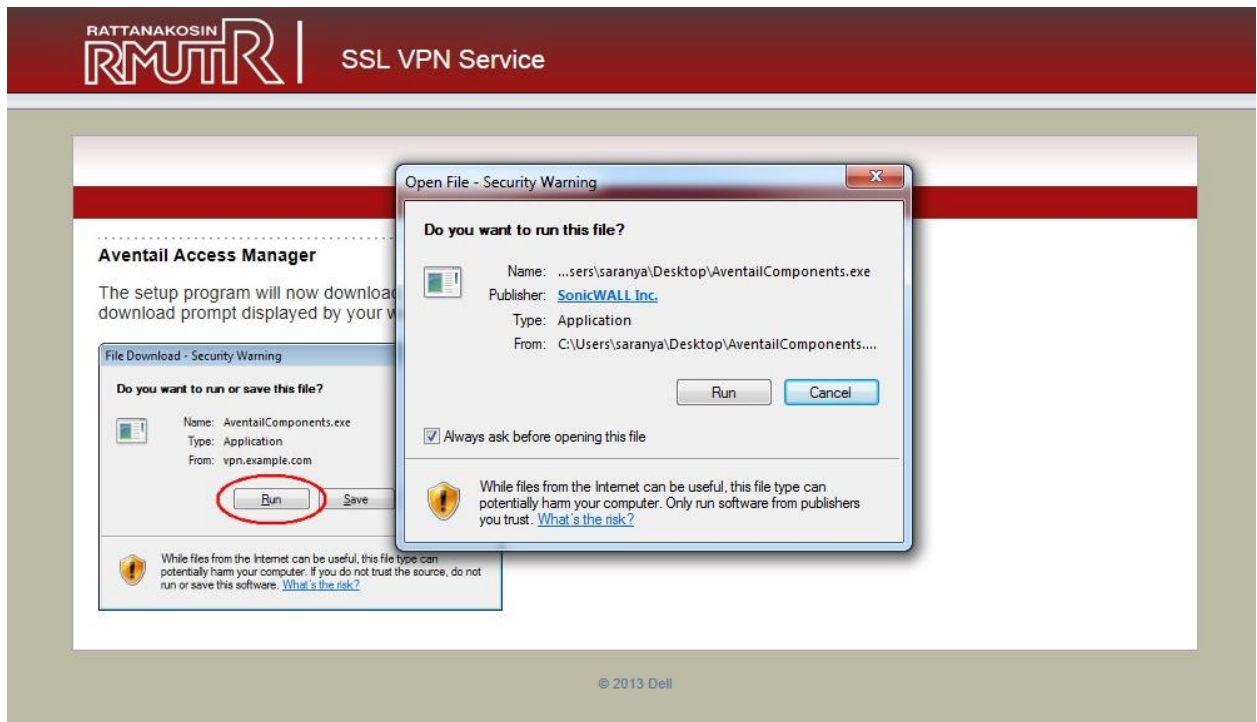 RATTANAKOSIN
RMUTR
SSL VPN Service
Aventail Access Manager
The setup program will now download
download prompt displayed by your w
File Download - Security Warning
Do you want to run or save this file?
Name: AventailComponents.exe
Type: Application
From: vpn.example.com
Run Save
While files from the Internet can be useful, this file type can
potentially harm your computer. If you do not trust the source, do not
run or save this software. What's the risk?
Open File - Security Warning
X
Do you want to run this file?
Name: ...sers\saranya\Desktop\AventailComponents.exe
Publisher: SonicWALL Inc.
Type: Application
From: C:\Users\saranya\Desktop\AventailComponents....
Run Cancel
Always ask before opening this file
While files from the Internet can be useful, this file type can
potentially harm your computer. Only run software from publishers
you trust. What's the risk?
© 2013 Dell